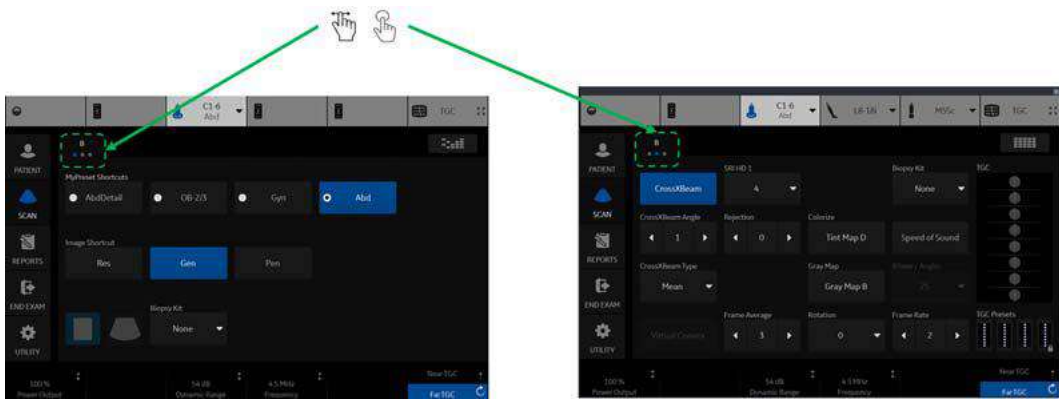 C1-6
Abd
TGC
B
PATIENT
MyPreset Shortcuts
AbdDetail
OB-2/3
Gyn
Abd
SCAN
Image Shortcut
REPORTS
Res
Gen
Pen
END EXAM
Biopsy Kit
None
UTILITY
100 %
Power Output
54 dB
Dynamic Range
4.5 MHz
Frequency
Near TGC
Far TGC
C1-6
Abd
L8-18i
M5Sc
TGC
B
PATIENT
SRI HD 1
Biopsy Kit
TGC
CrossXBeam
4
None
SCAN
CrossXBeam Angle
Rejection
Colorize
1
0
Tint Map D
Speed of Sound
REPORTS
CrossXBeam Type
Gray Map
Mean
Gray Map B
25
END EXAM
Frame Average
Rotation
Frame Rate
TGC Presets
Virtual Convex
3
0
2
UTILITY
100 %
Power Output
54 dB
Dynamic Range
4.5 MHz
Frequency
Near TGC
Far TGC